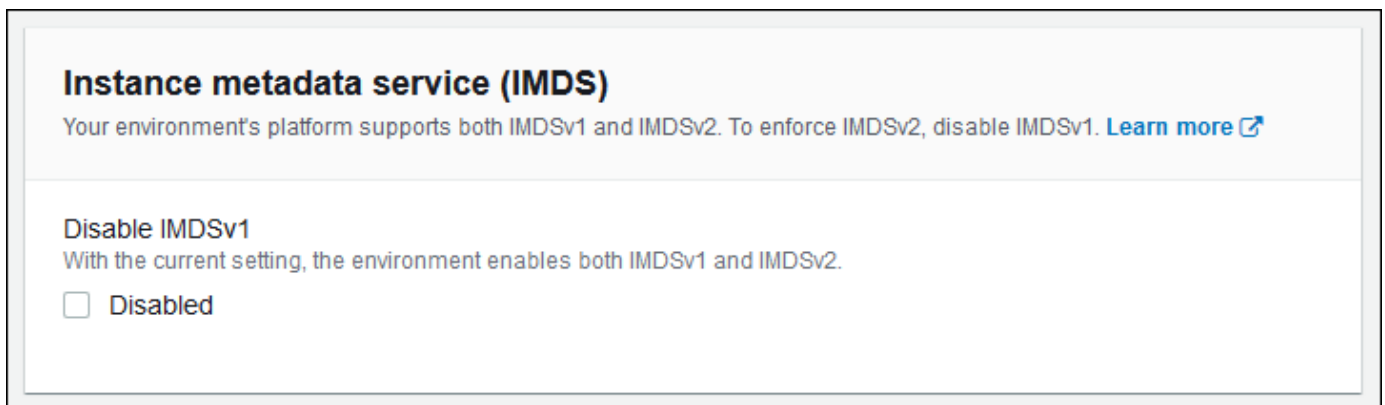 Instance metadata service (IMDS)
Your environment's platform supports both IMDSv1 and IMDSv2. To enforce IMDSv2, disable IMDSv1. Learn more
Disable IMDSv1
With the current setting, the environment enables both IMDSv1 and IMDSv2.
Disabled